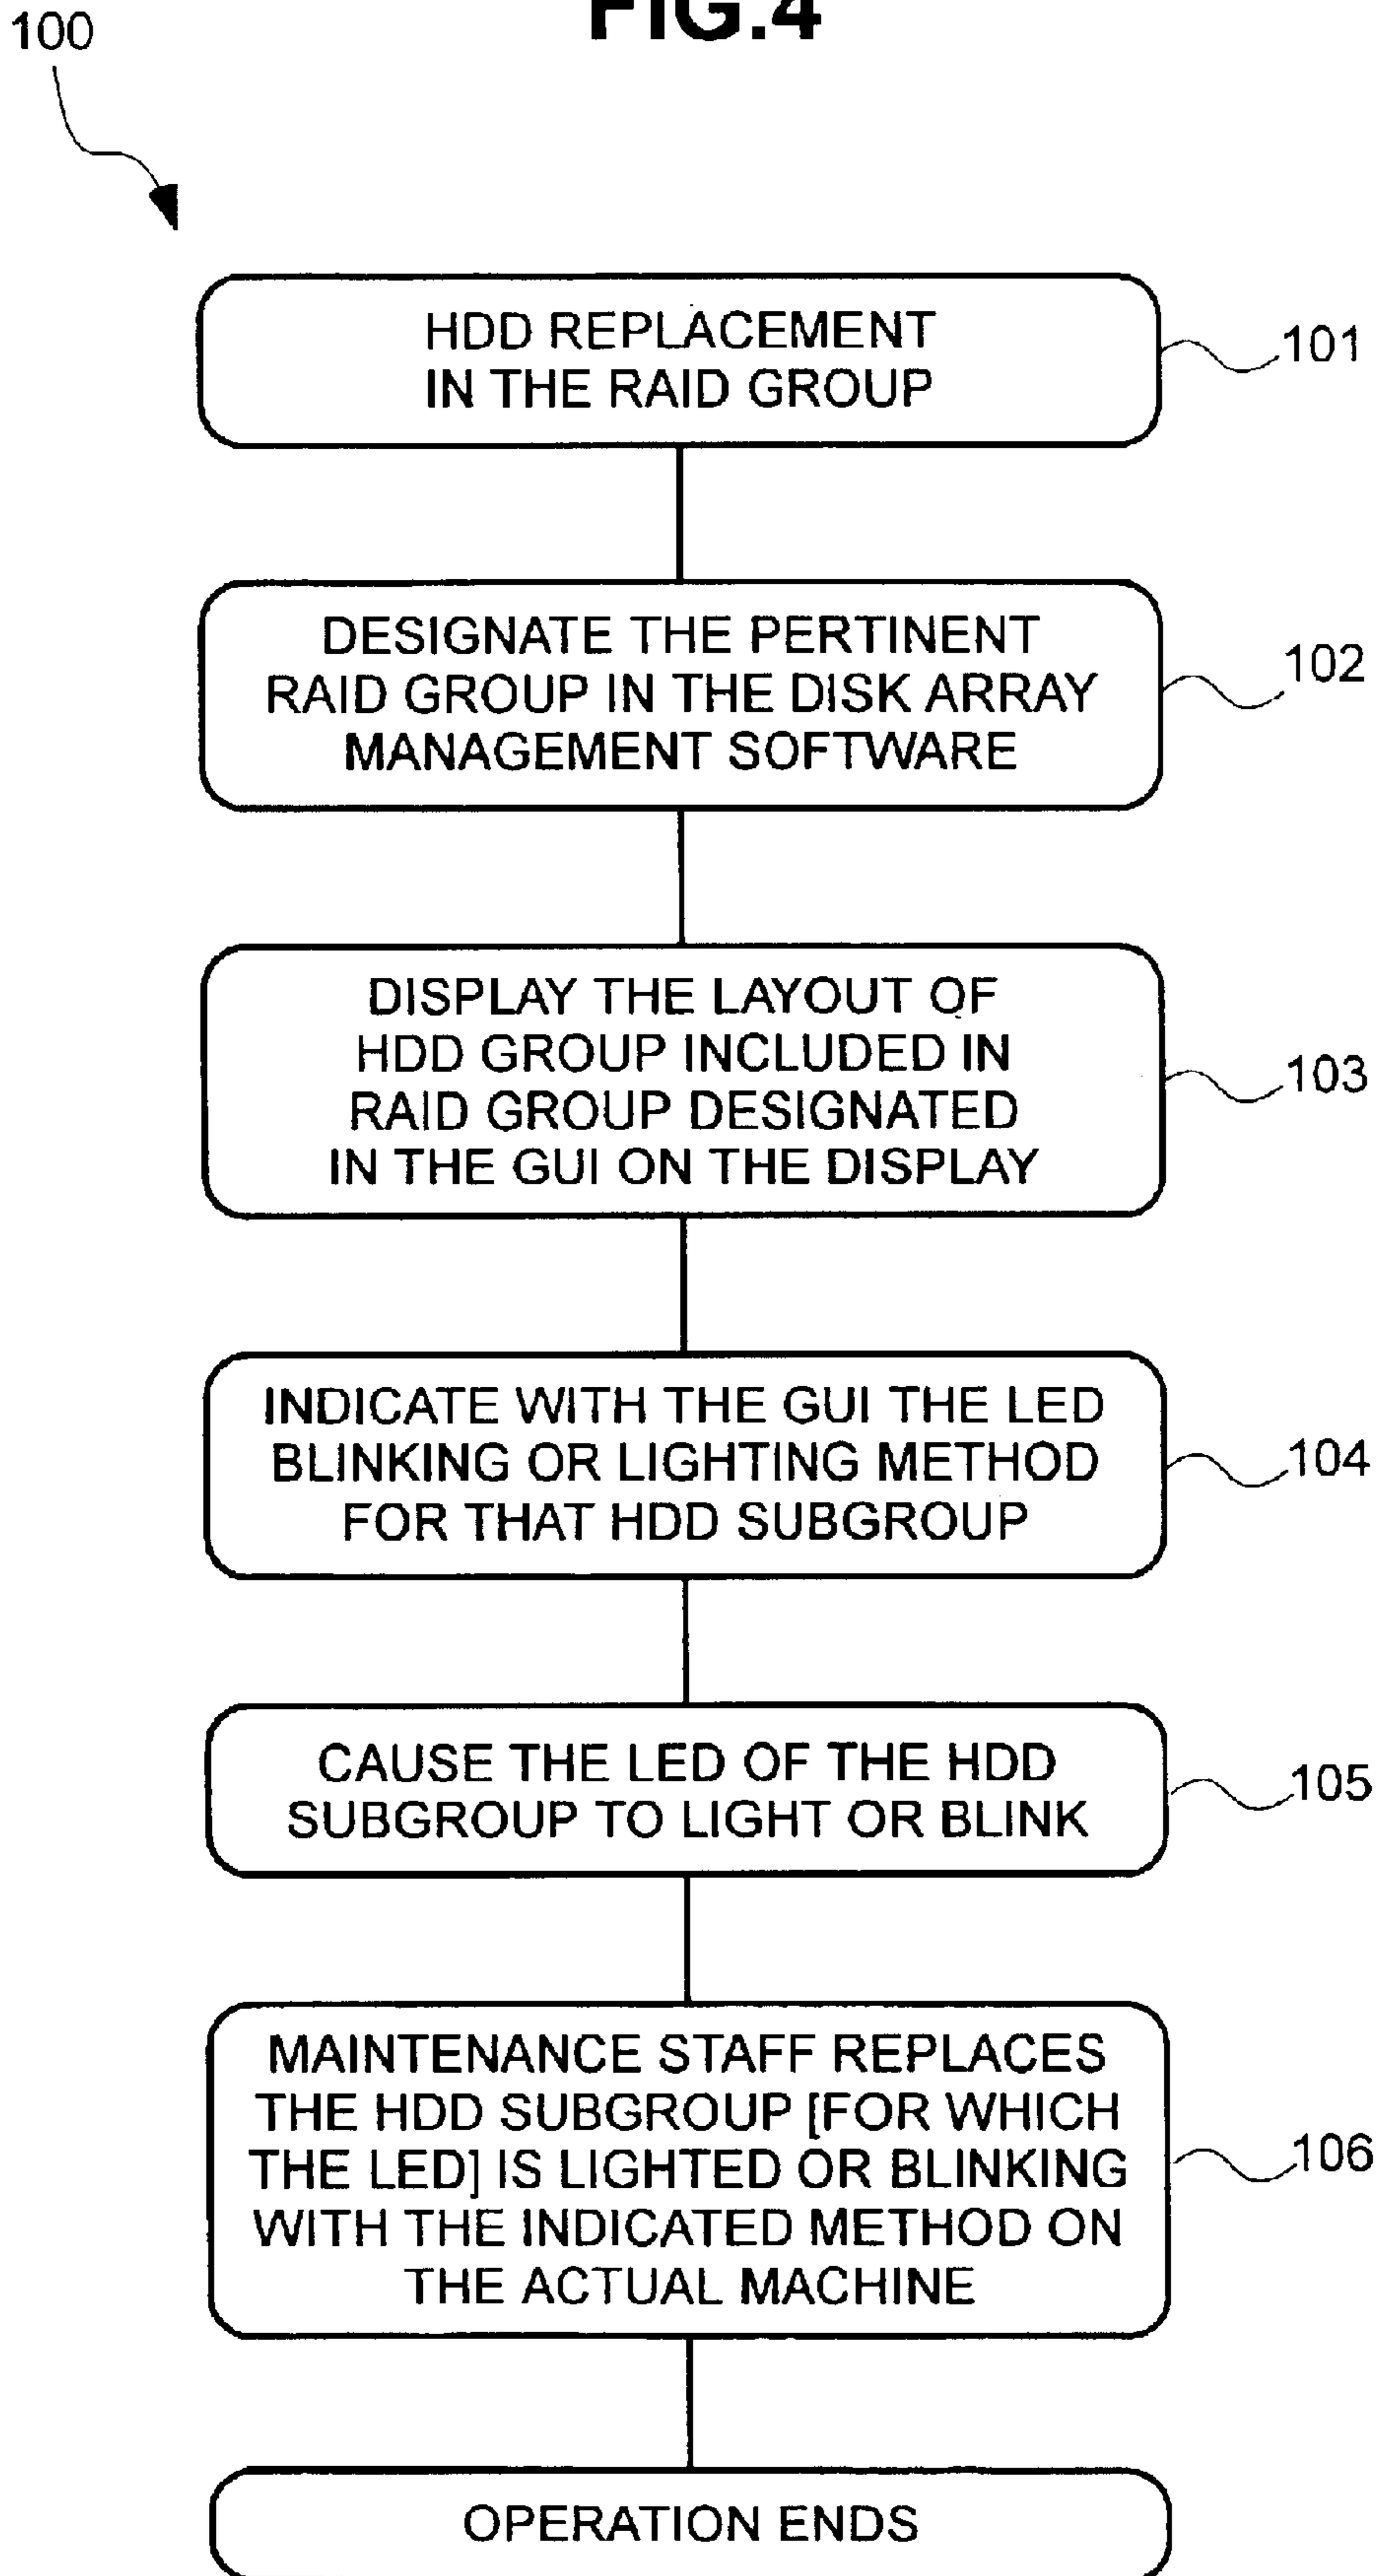 100
FIG.4
HDD REPLACEMENT
IN THE RAID GROUP
101
DESIGNATE THE PERTINENT
RAID GROUP IN THE DISK ARRAY
MANAGEMENT SOFTWARE
102
DISPLAY THE LAYOUT OF
HDD GROUP INCLUDED IN
RAID GROUP DESIGNATED
IN THE GUI ON THE DISPLAY
103
INDICATE WITH THE GUI THE LED
BLINKING OR LIGHTING METHOD
FOR THAT HDD SUBGROUP
104
CAUSE THE LED OF THE HDD
SUBGROUP TO LIGHT OR BLINK
105
MAINTENANCE STAFF REPLACES
THE HDD SUBGROUP [FOR WHICH
THE LED] IS LIGHTED OR BLINKING
WITH THE INDICATED METHOD ON
THE ACTUAL MACHINE
106
OPERATION ENDS